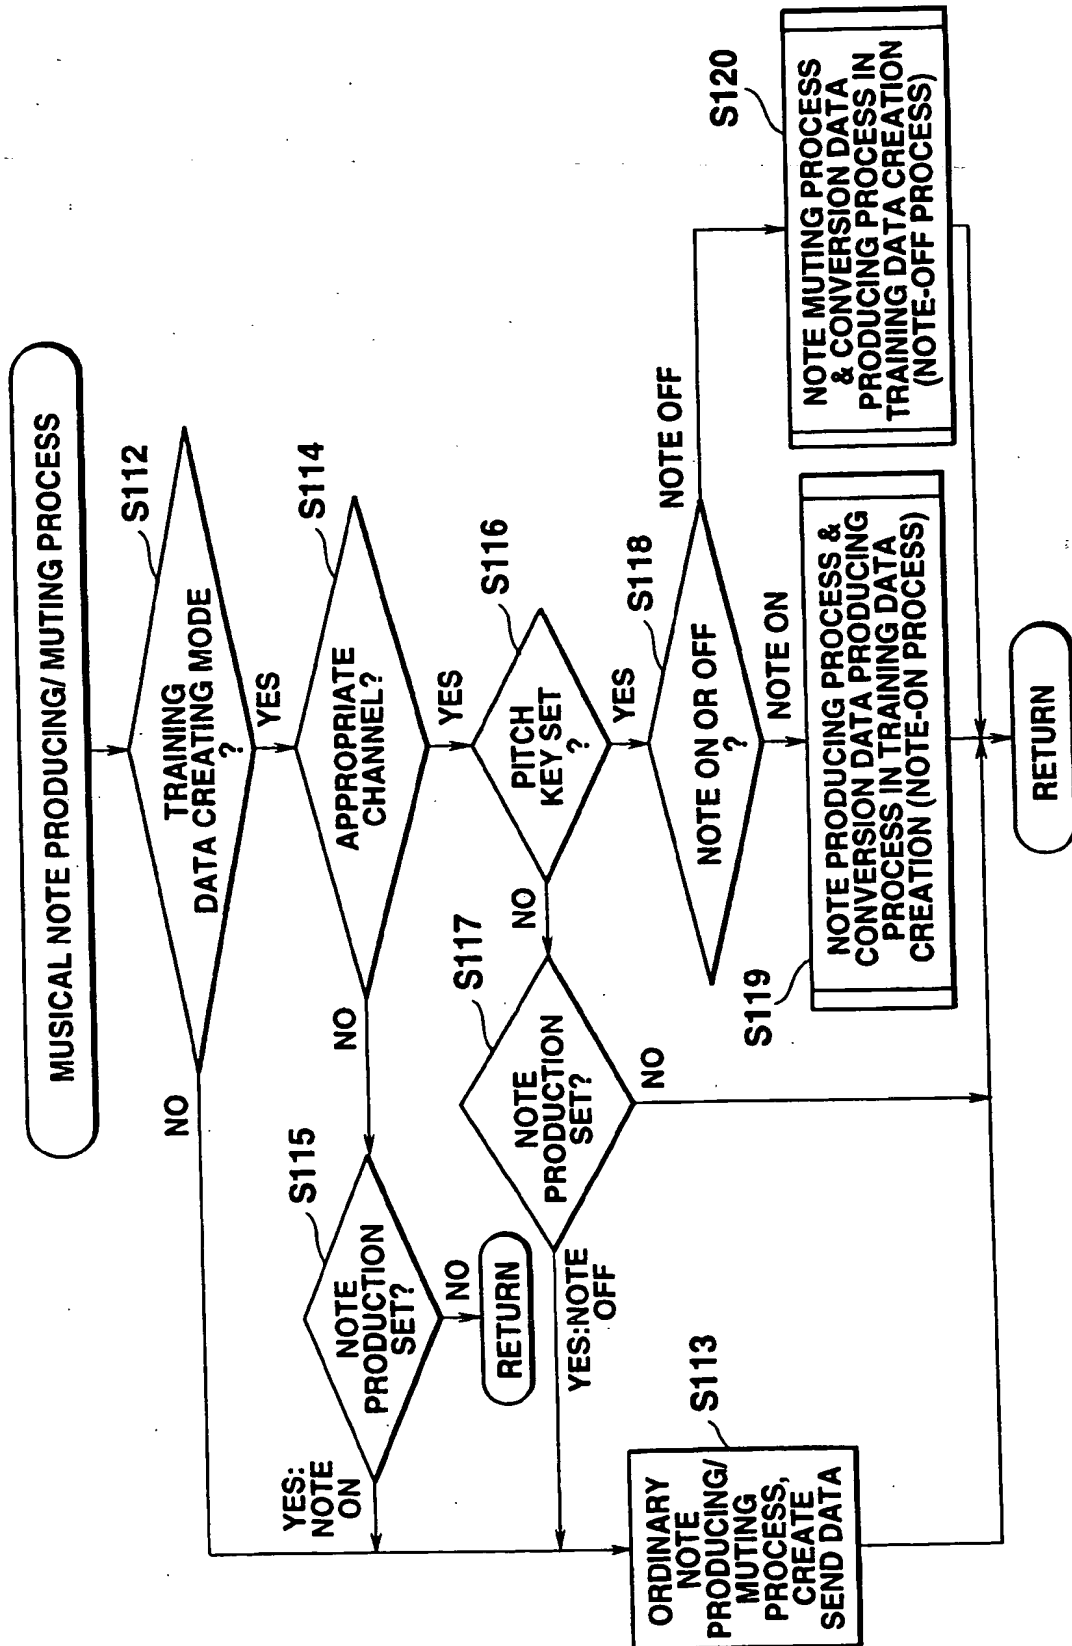 MUSICAL NOTE PRODUCING/ MUTING PROCESS
S112
TRAINING
DATA CREATING MODE
?
NO
YES
S114
APPROPRIATE
CHANNEL?
NO
YES
S115
NOTE
PRODUCTION
SET?
YES:
NOTE
ON
NO
RETURN
S116
PITCH
KEY SET
?
NO
YES
S117
NOTE
PRODUCTION
SET?
YES:NOTE
OFF
NO
S118
NOTE ON OR OFF
?
NOTE OFF
NOTE ON
S113
ORDINARY
NOTE
PRODUCING/
MUTING
PROCESS,
CREATE
SEND DATA
S119
NOTE PRODUCING PROCESS &
CONVERSION DATA PRODUCING
PROCESS IN TRAINING DATA
CREATION (NOTE-ON PROCESS)
S120
NOTE MUTING PROCESS
& CONVERSION DATA
PRODUCING PROCESS IN
TRAINING DATA CREATION
(NOTE-OFF PROCESS)
RETURN